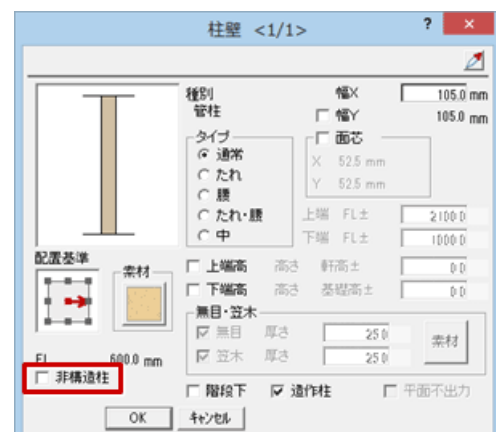 柱壁 <1/1>
?
×
種別
管柱
幅X 105.0 mm
幅Y 105.0 mm
タイプ
通常
たれ
腰
たれ・腰
中
面芯
X 52.5 mm
Y 52.5 mm
上端 FL± 2100.0
下端 FL± 1000.0
配置基準
素材
上端高 高さ 軒高± 0.0
下端高 高さ 基礎高± 0.0
無目・笠木
無目 厚さ 25.0
笠木 厚さ 25.0
素材
FL 600.0 mm
非構造柱
階段下
造作柱
平面不出力
OK
キャンセル